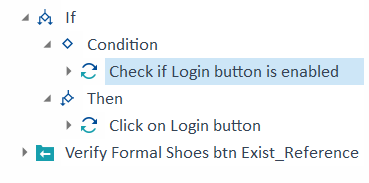 If
Condition
Check if Login button is enabled
Then
Click on Login button
Verify Formal Shoes btn Exist_Reference